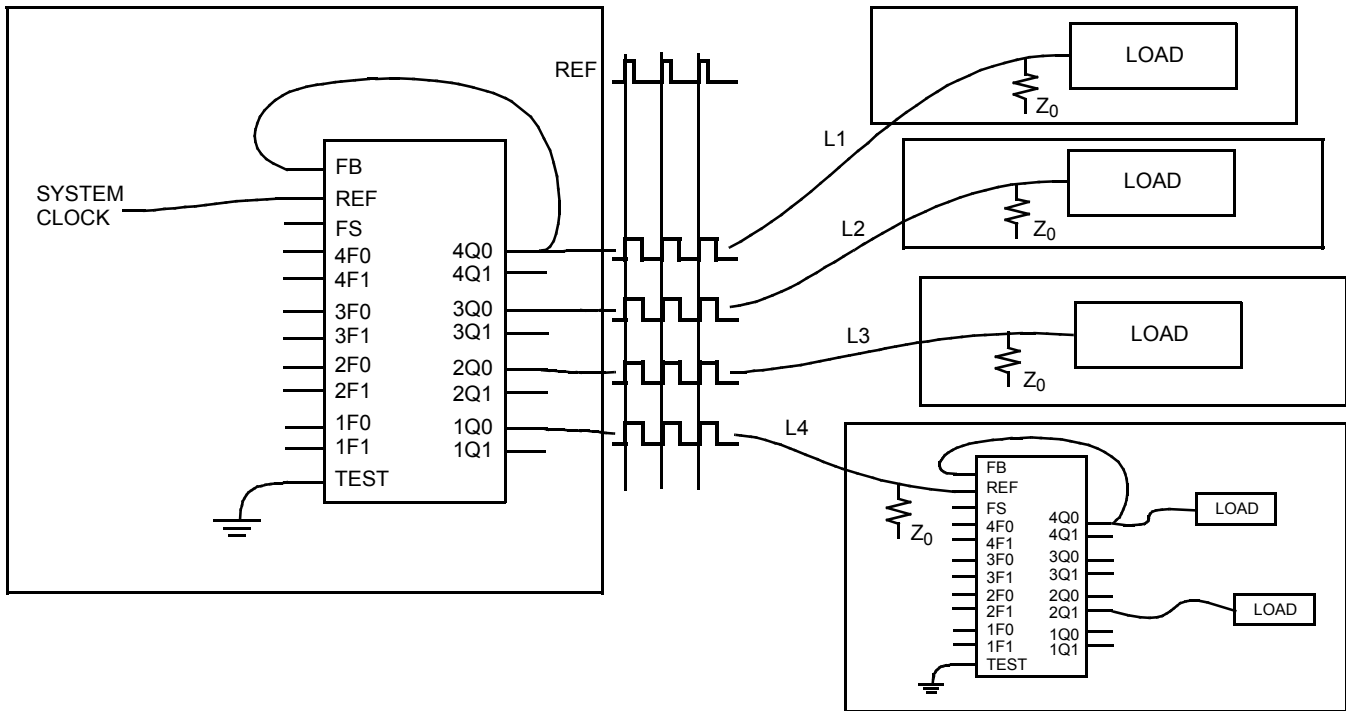 SYSTEM
CLOCK
FB
REF
FS
4F0
4F1
3F0
3F1
2F0
2F1
1F0
1F1
TEST
4Q0
4Q1
3Q0
3Q1
2Q0
2Q1
1Q0
1Q1
REF
L1
L2
L3
L4
LOAD
Z0
LOAD
Z0
LOAD
Z0
Z0
FB
REF
FS
4F0
4F1
3F0
3F1
2F0
2F1
1F0
1F1
TEST
4Q0
4Q1
3Q0
3Q1
2Q0
2Q1
1Q0
1Q1
LOAD
LOAD